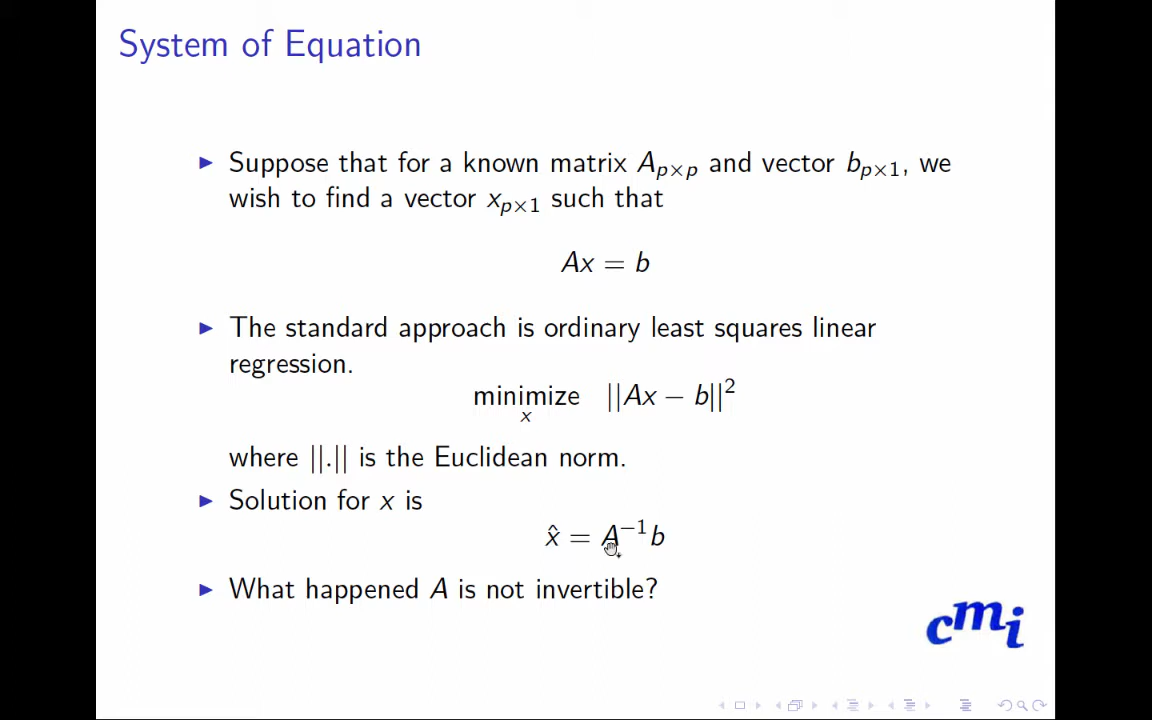 System of Equation
▶ Suppose that for a known matrix A_{p×p} and vector b_{p×1}, we
wish to find a vector x_{p×1} such that
Ax = b
▶ The standard approach is ordinary least squares linear
regression.
minimize ||Ax − b||²
x
where ||.|| is the Euclidean norm.
▶ Solution for x is
x̂ = A⁻¹b
▶ What happened A is not invertible?
cmi